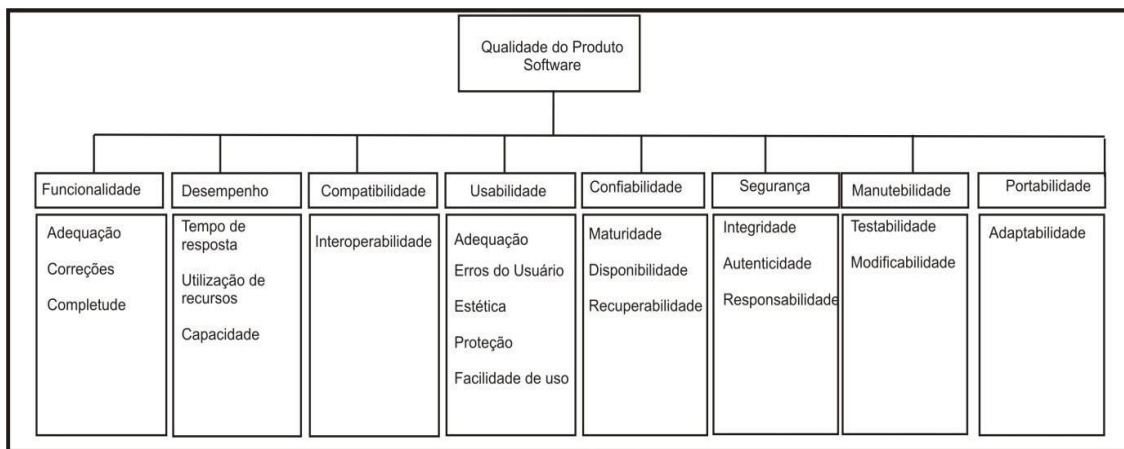 Qualidade do Produto
Software
Funcionalidade
Desempenho
Compatibilidade
Usabilidade
Confiabilidade
Segurança
Manutebilidade
Portabilidade
Adequação
Correções
Completude
Tempo de
resposta
Utilização de
recursos
Capacidade
Interoperabilidade
Adequação
Erros do Usuário
Estética
Proteção
Facilidade de uso
Maturidade
Disponibilidade
Recuperabilidade
Integridade
Autenticidade
Responsabilidade
Testabilidade
Modificabilidade
Adaptabilidade